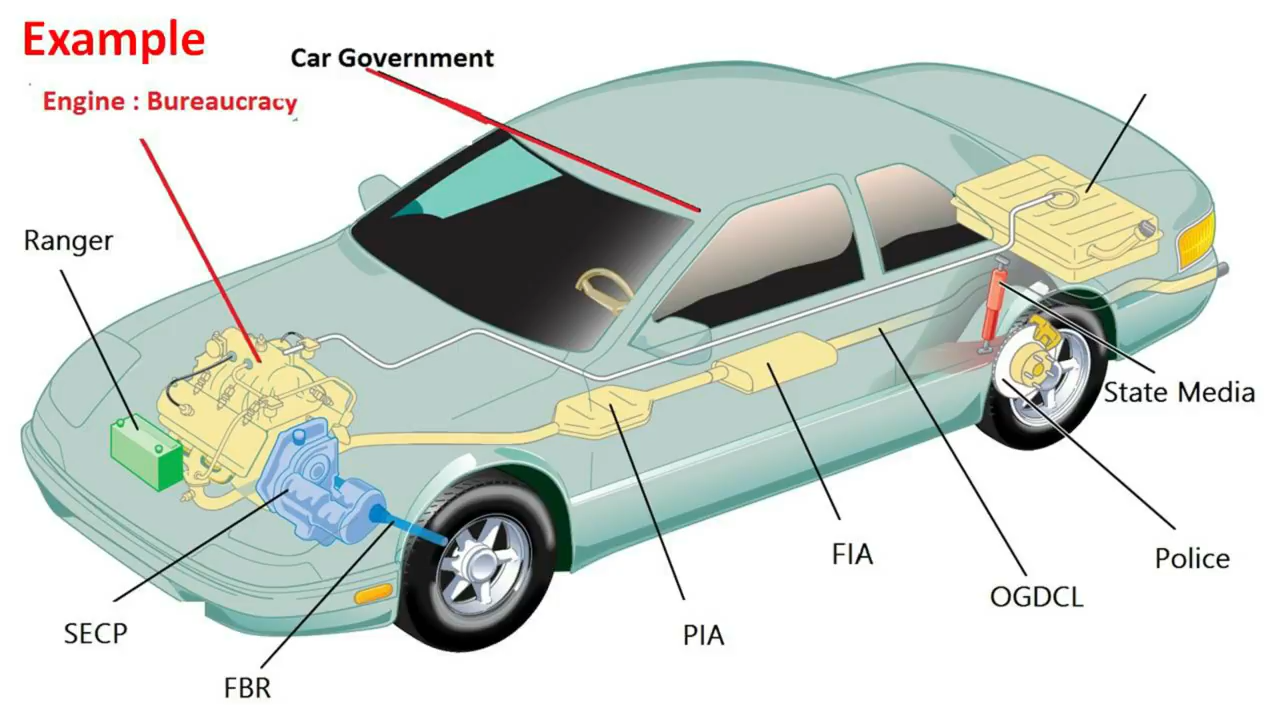 Example
Car Government
Engine : Bureaucracy
Ranger
State Media
FIA
Police
OGDCL
SECP
PIA
FBR